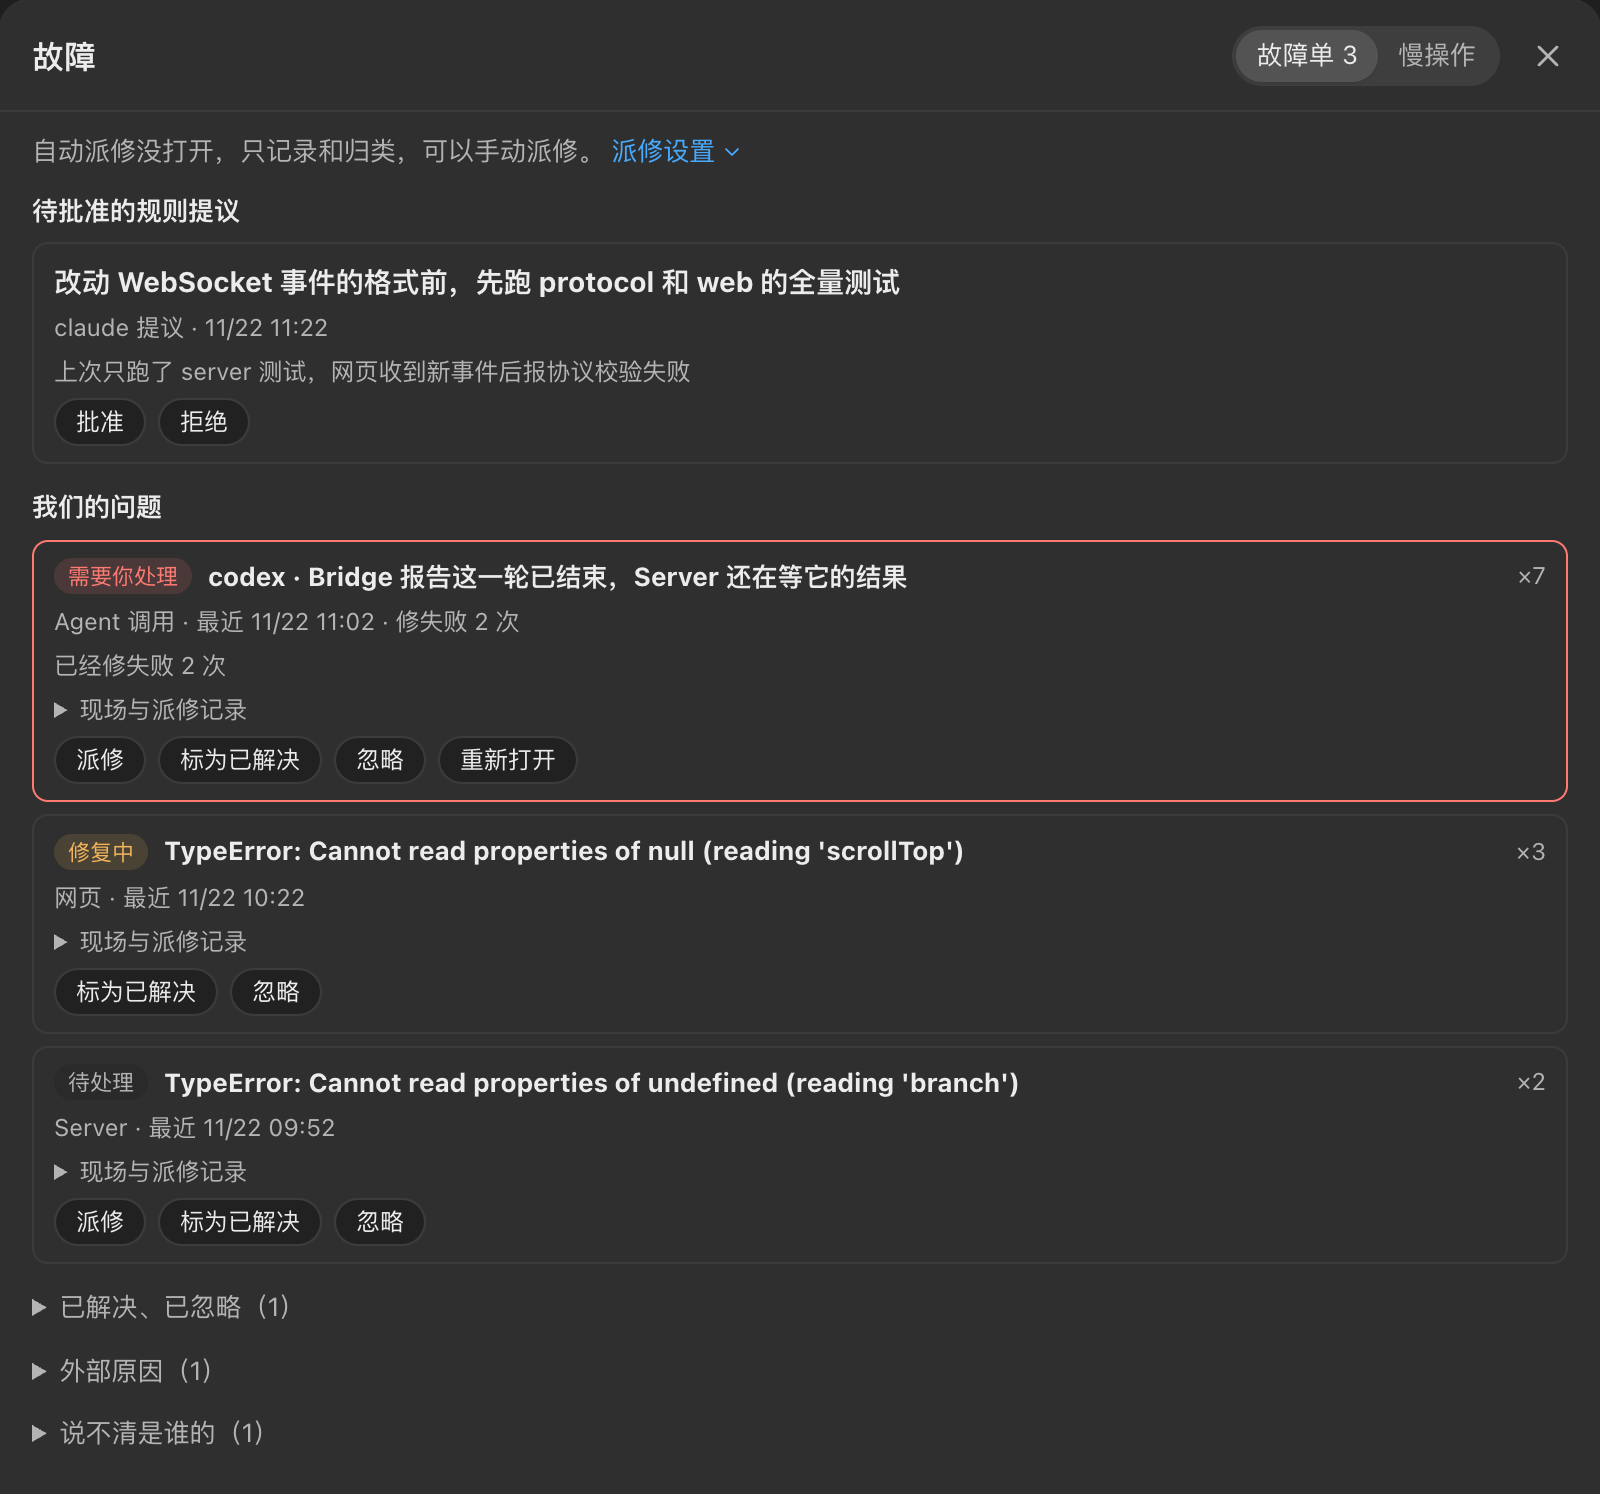 故障
故障单 3
慢操作
自动派修没打开，只记录和归类，可以手动派修。 派修设置
待批准的规则提议
改动 WebSocket 事件的格式前，先跑 protocol 和 web 的全量测试
claude 提议 · 11/22 11:22
上次只跑了 server 测试，网页收到新事件后报协议校验失败
批准 拒绝
我们的问题
需要你处理 codex · Bridge 报告这一轮已结束，Server 还在等它的结果 ×7
Agent 调用 · 最近 11/22 11:02 · 修失败 2 次
已经修失败 2 次
▶ 现场与派修记录
派修 标为已解决 忽略 重新打开
修复中 TypeError: Cannot read properties of null (reading 'scrollTop') ×3
网页 · 最近 11/22 10:22
▶ 现场与派修记录
标为已解决 忽略
待处理 TypeError: Cannot read properties of undefined (reading 'branch') ×2
Server · 最近 11/22 09:52
▶ 现场与派修记录
派修 标为已解决 忽略
▶ 已解决、已忽略（1）
▶ 外部原因（1）
▶ 说不清是谁的（1）